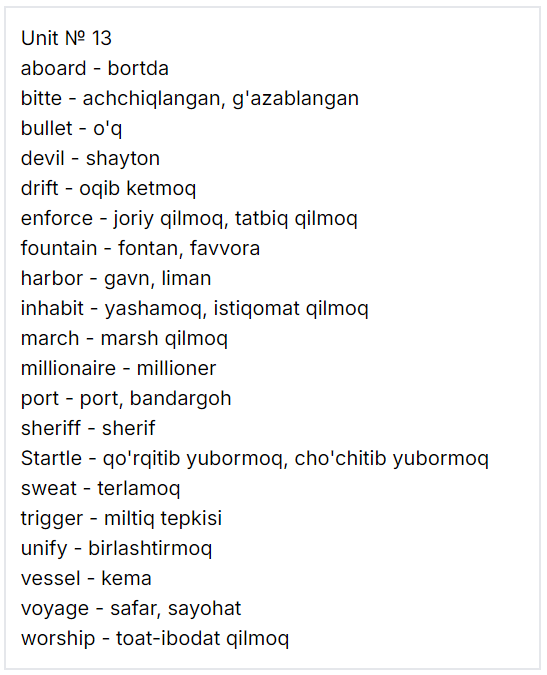 Unit № 13
aboard - bortda
bitte - achchiqlangan, g'azablangan
bullet - o'q
devil - shayton
drift - oqib ketmoq
enforce - joriy qilmoq, tatbiq qilmoq
fountain - fontan, favvora
harbor - gavn, liman
inhabit - yashamoq, istiqomat qilmoq
march - marsh qilmoq
millionaire - millioner
port - port, bandargoh
sheriff - sherif
Startle - qo'rqitib yubormoq, cho'chitib yubormoq
sweat - terlamoq
trigger - miltiq tepkisi
unify - birlashtirmoq
vessel - kema
voyage - safar, sayohat
worship - toat-ibodat qilmoq